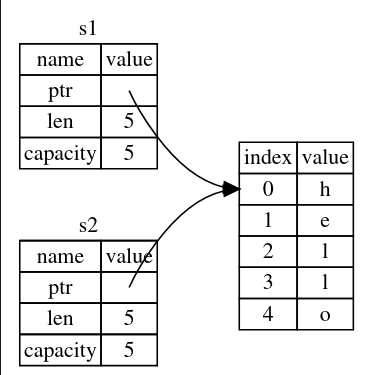 s1
name value
ptr
len 5
capacity 5
index value
0 h
1 e
2 l
3 l
4 o
s2
name value
ptr
len 5
capacity 5